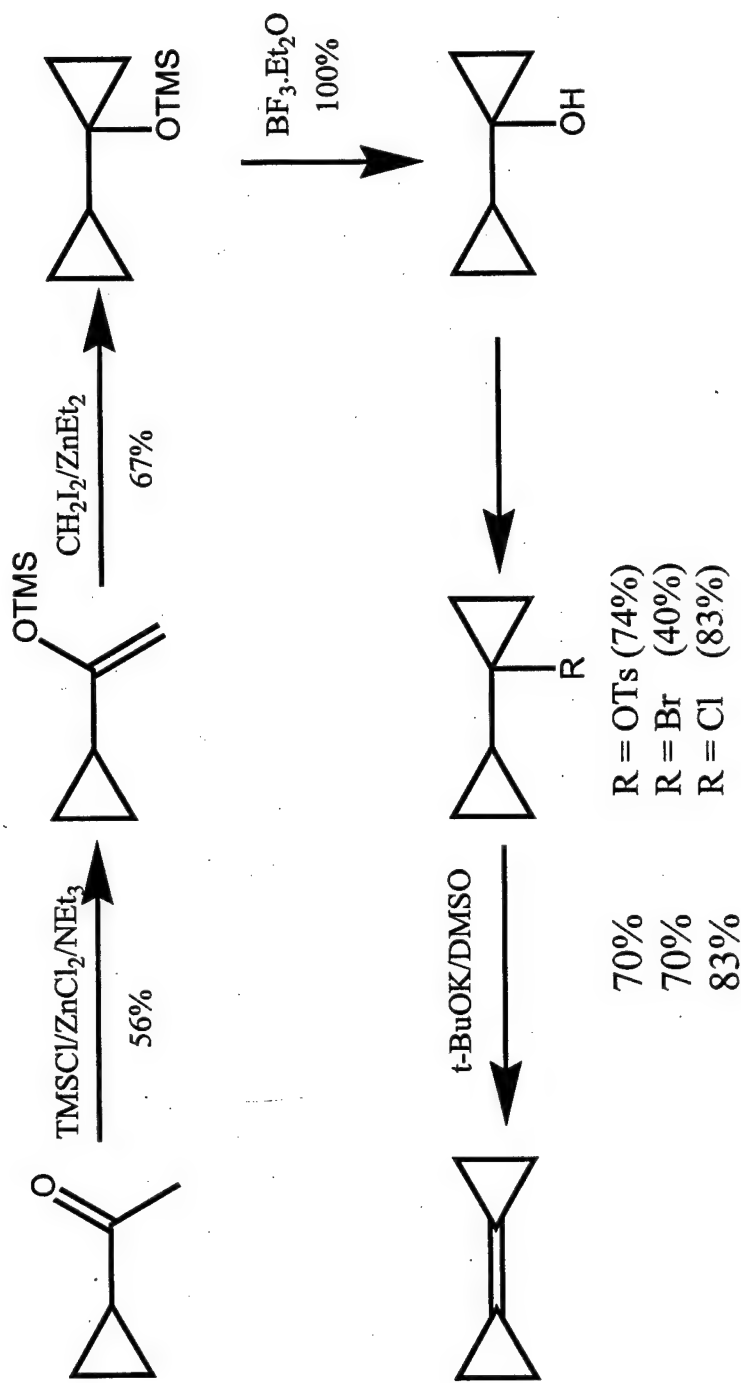 O
TMSCl/ZnCl2/NEt3
56%
OTMS
CH2I2/ZnEt2
67%
OTMS
BF3.Et2O
100%
OH
R
R = OTs (74%)
R = Br (40%)
R = Cl (83%)
t-BuOK/DMSO
70%
70%
83%